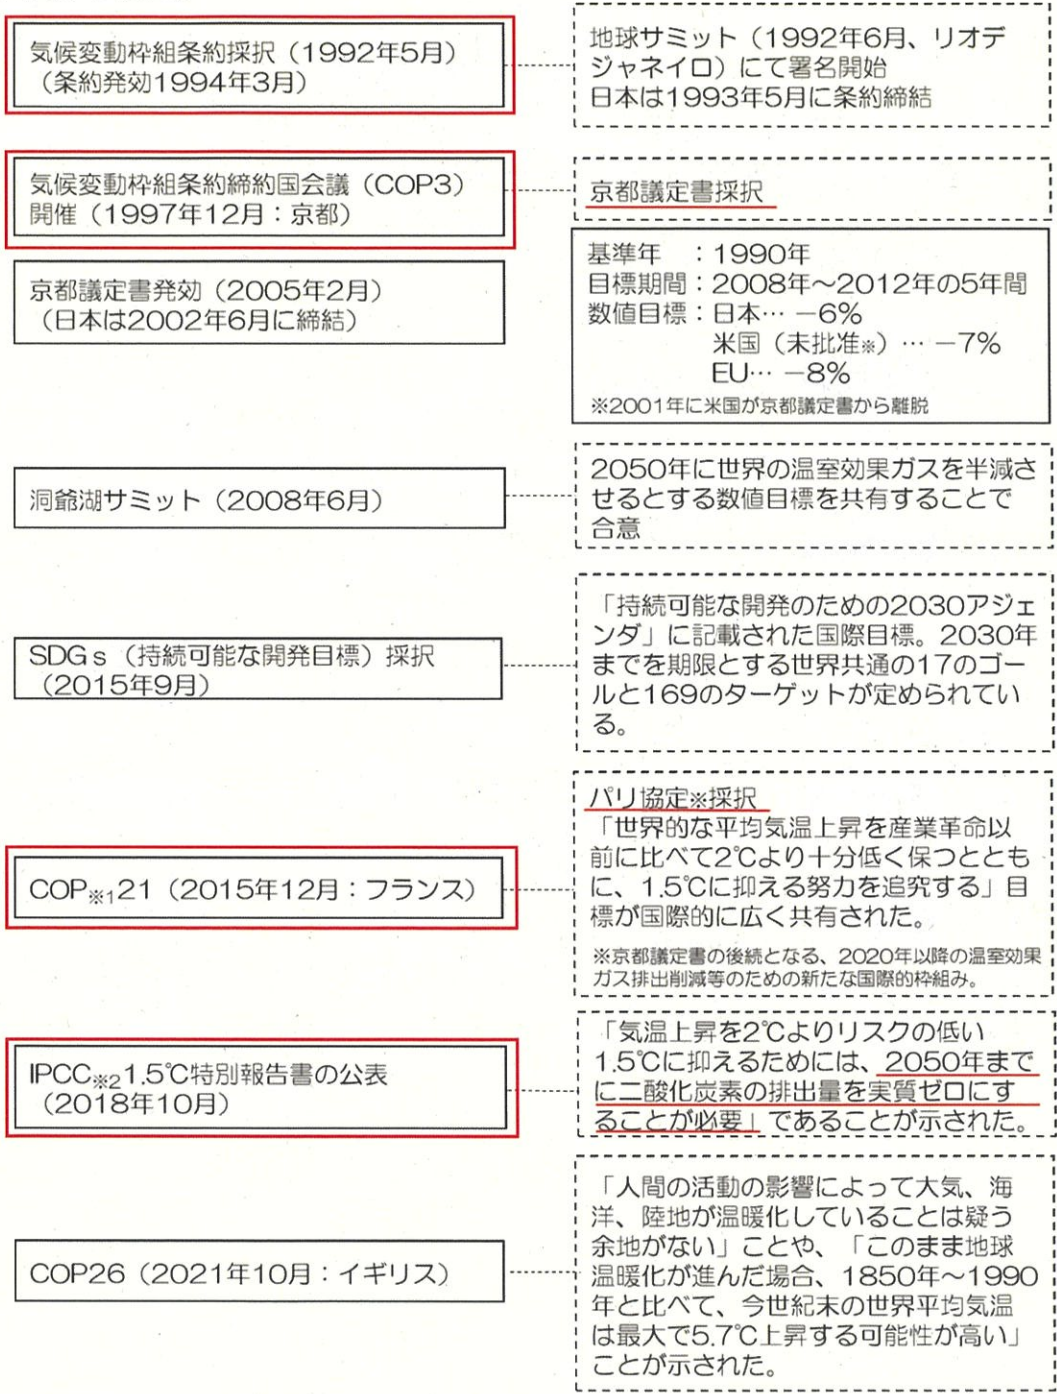 気候変動枠組条約採択（1992年5月）
（条約発効1994年3月）
地球サミット（1992年6月、リオデ
ジャネイロ）にて署名開始
日本は1993年5月に条約締結
気候変動枠組条約締約国会議（COP3）
開催（1997年12月：京都）
京都議定書採択
京都議定書発効（2005年2月）
（日本は2002年6月に締結）
基準年　：1990年
目標期間：2008年～2012年の5年間
数値目標：日本… －6%
米国（未批准※）… －7%
EU… －8%
※2001年に米国が京都議定書から離脱
洞爺湖サミット（2008年6月）
2050年に世界の温室効果ガスを半減さ
せるとする数値目標を共有することで
合意
SDGｓ（持続可能な開発目標）採択
（2015年9月）
「持続可能な開発のための2030アジェ
ンダ」に記載された国際目標。2030年
までを期限とする世界共通の17のゴー
ルと169のターゲットが定められてい
る。
COP※121（2015年12月：フランス）
パリ協定※採択
「世界的な平均気温上昇を産業革命以
前に比べて2℃より十分低く保つととも
に、1.5℃に抑える努力を追究する」目
標が国際的に広く共有された。
※京都議定書の後続となる、2020年以降の温室効果
ガス排出削減等のための新たな国際的枠組み。
IPCC※21.5℃特別報告書の公表
（2018年10月）
「気温上昇を2℃よりリスクの低い
1.5℃に抑えるためには、2050年まで
に二酸化炭素の排出量を実質ゼロにす
ることが必要」であることが示された。
COP26（2021年10月：イギリス）
「人間の活動の影響によって大気、海
洋、陸地が温暖化していることは疑う
余地がない」ことや、「このまま地球
温暖化が進んだ場合、1850年～1990
年と比べて、今世紀末の世界平均気温
は最大で5.7℃上昇する可能性が高い」
ことが示された。